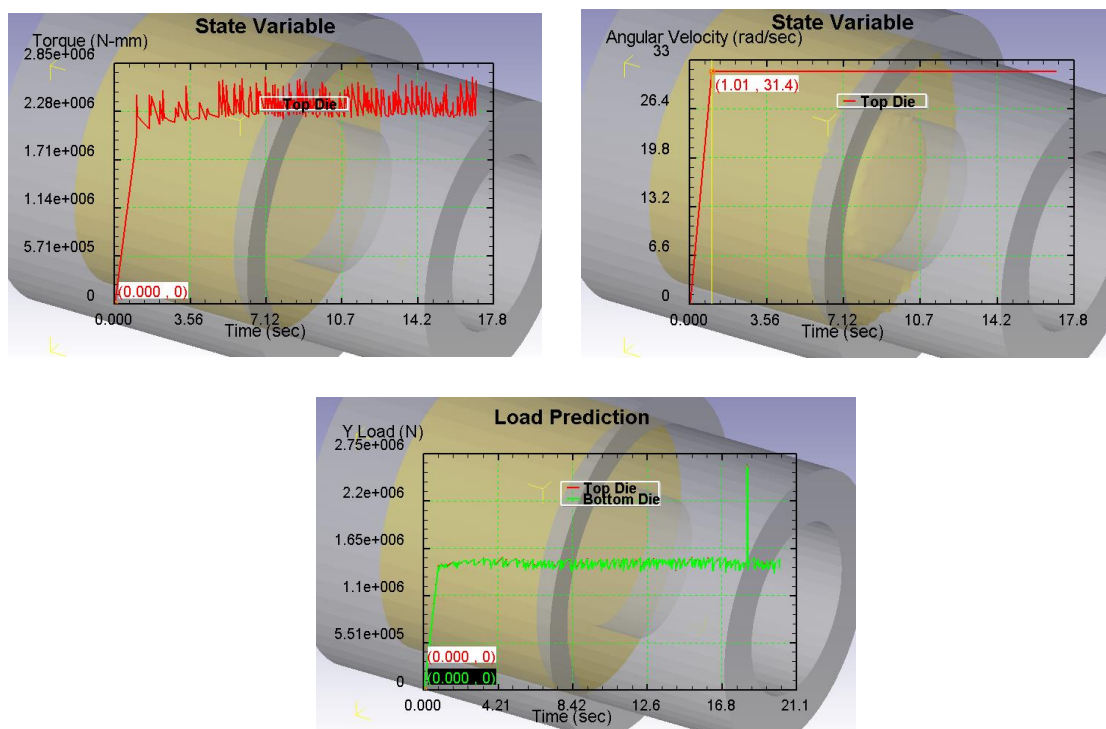 State Variable
Torque (N-mm)
2.85e+006
2.28e+006
1.71e+006
1.14e+006
5.71e+005
0
Top Die
(0.000 , 0)
0.000 3.56 7.12 10.7 14.2 17.8
Time (sec)
State Variable
Angular Velocity (rad/sec)
33
26.4
19.8
13.2
6.6
0
(1.01 , 31.4)
Top Die
0.000 3.56 7.12 10.7 14.2 17.8
Time (sec)
Load Prediction
Y Load (N)
2.75e+006
2.2e+006
1.65e+006
1.1e+006
5.51e+005
0
Top Die
Bottom Die
(0.000 , 0)
(0.000 , 0)
0.000 4.21 8.42 12.6 16.8 21.1
Time (sec)